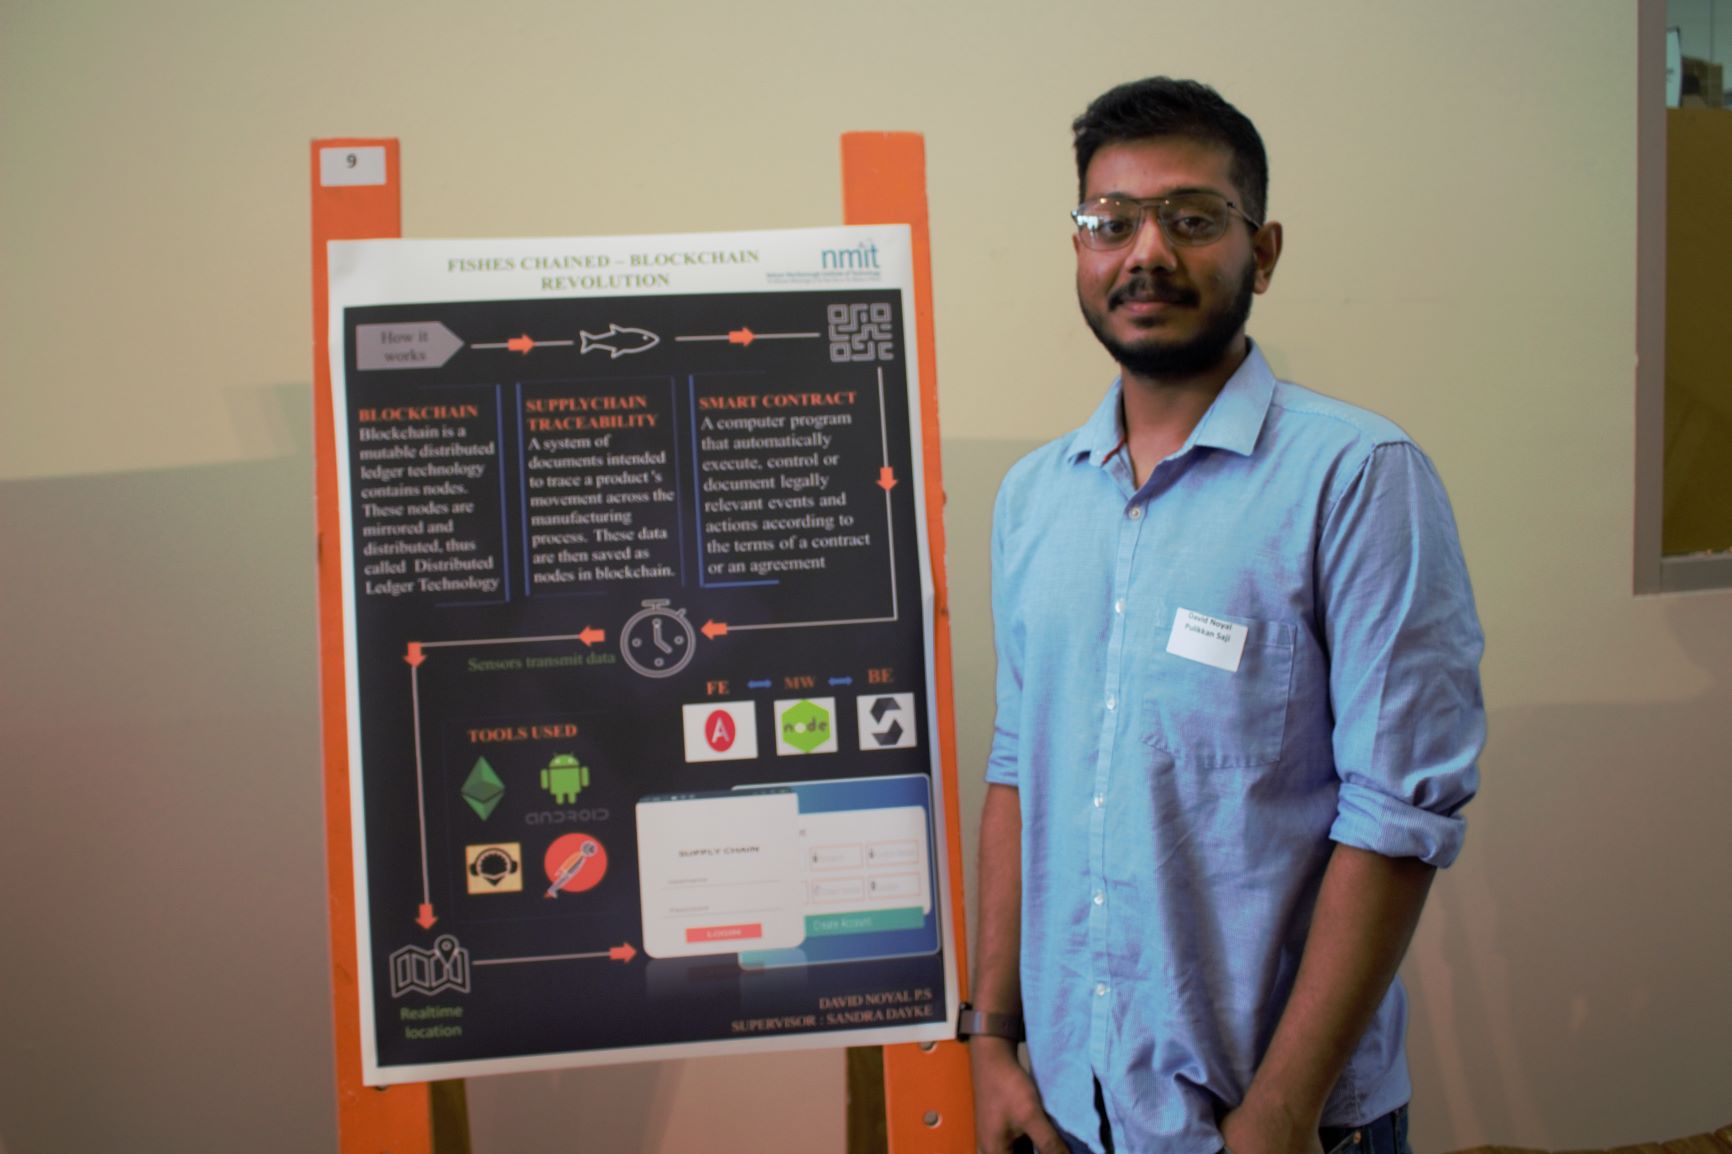 9
FISHES CHAINED – BLOCKCHAIN
REVOLUTION
nmit
How it
works
BLOCKCHAIN
Blockchain is a
mutable distributed
ledger technology
contains nodes.
These nodes are
mirrored and
distributed, thus
called Distributed
Ledger Technology
SUPPLYCHAIN
TRACEABILITY
A system of
documents intended
to trace a product's
movement across the
manufacturing
process. These data
are then saved as
nodes in blockchain.
SMART CONTRACT
A computer program
that automatically
execute, control or
document legally
relevant events and
actions according to
the terms of a contract
or an agreement
Sensors transmit data
FE MW BE
A
node
TOOLS USED
ANDROID
SUPPLY CHAIN
LOGIN
Create Account
Realtime
location
DAVID NOYAL P.S
SUPERVISOR : SANDRA DAYKE
David Noyal
Pulikkan Saji